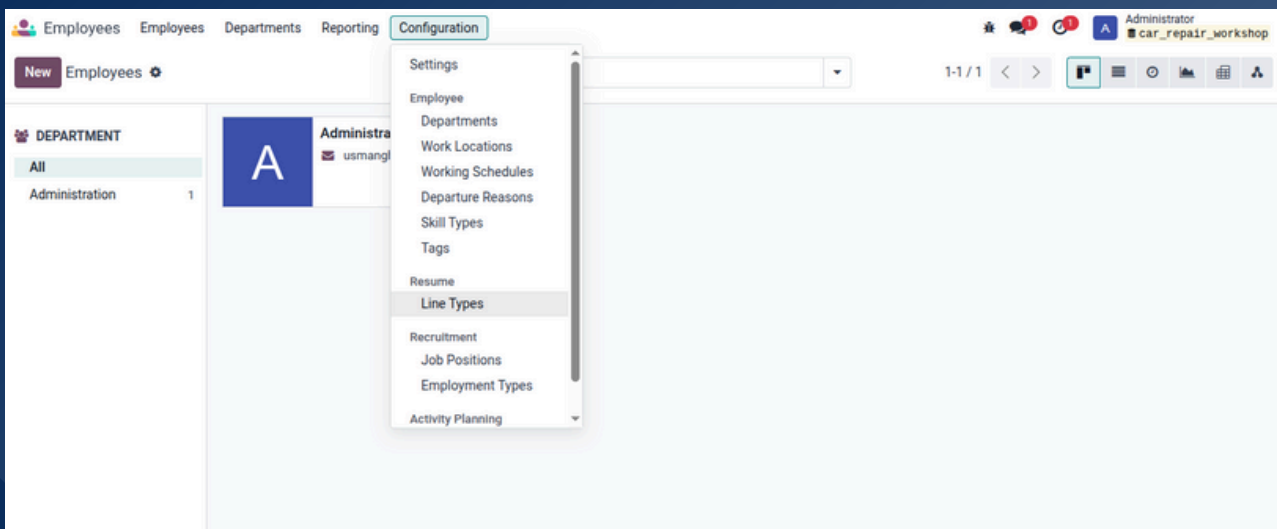 Employees Employees Departments Reporting Configuration
1 1 A Administrator
car_repair_workshop
New Employees 1-1 / 1
Settings
Employee
Departments
Work Locations
Working Schedules
Departure Reasons
Skill Types
Tags
Resume
Line Types
Recruitment
Job Positions
Employment Types
Activity Planning
DEPARTMENT
All
Administration 1
A